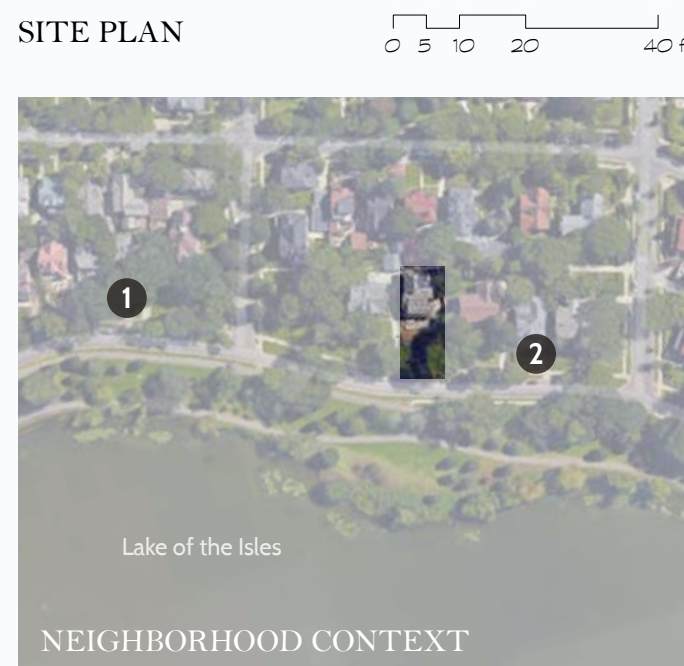 SITE PLAN
0 5 10 20 40 f
1
2
Lake of the Isles
NEIGHBORHOOD CONTEXT